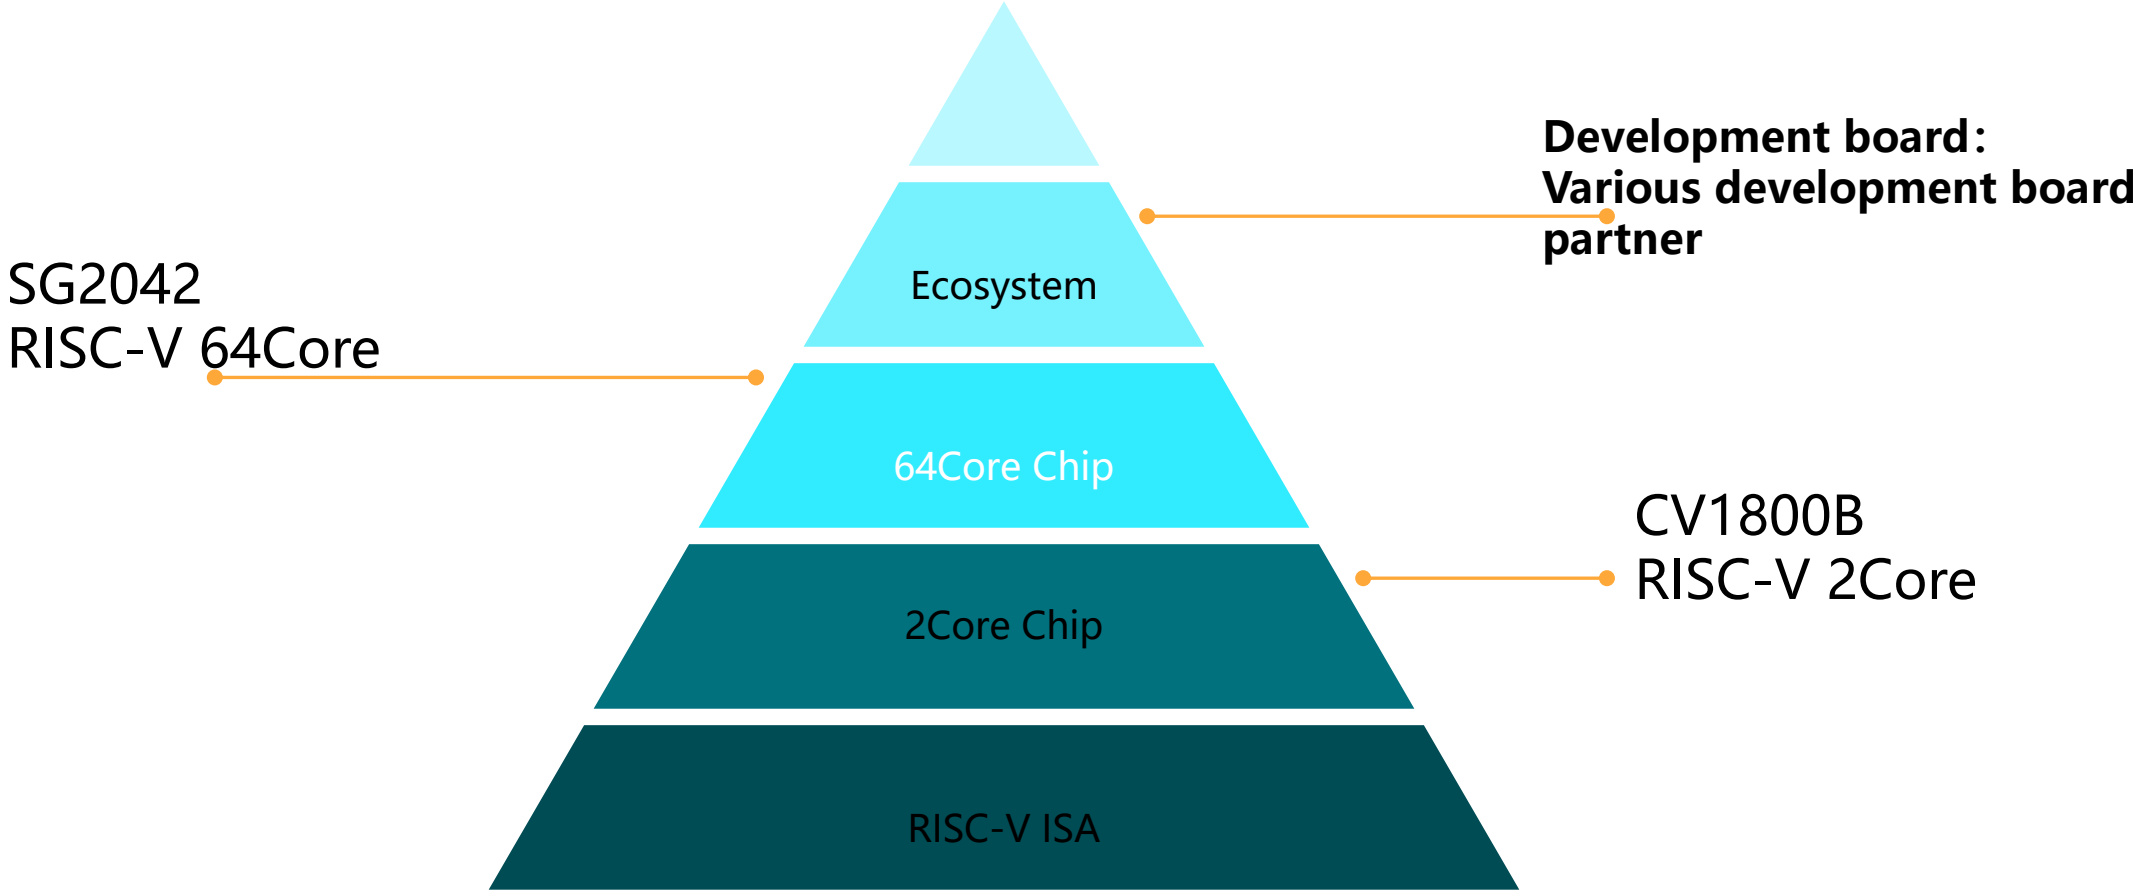 Development board：
Various development board
partner
SG2042
RISC-V 64Core
Ecosystem
64Core Chip
CV1800B
RISC-V 2Core
2Core Chip
RISC-V ISA